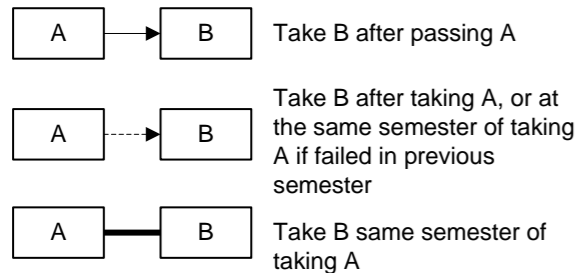 A B Take B after passing A
A B Take B after taking A, or at
the same semester of taking
A if failed in previous
semester
A B Take B same semester of
taking A